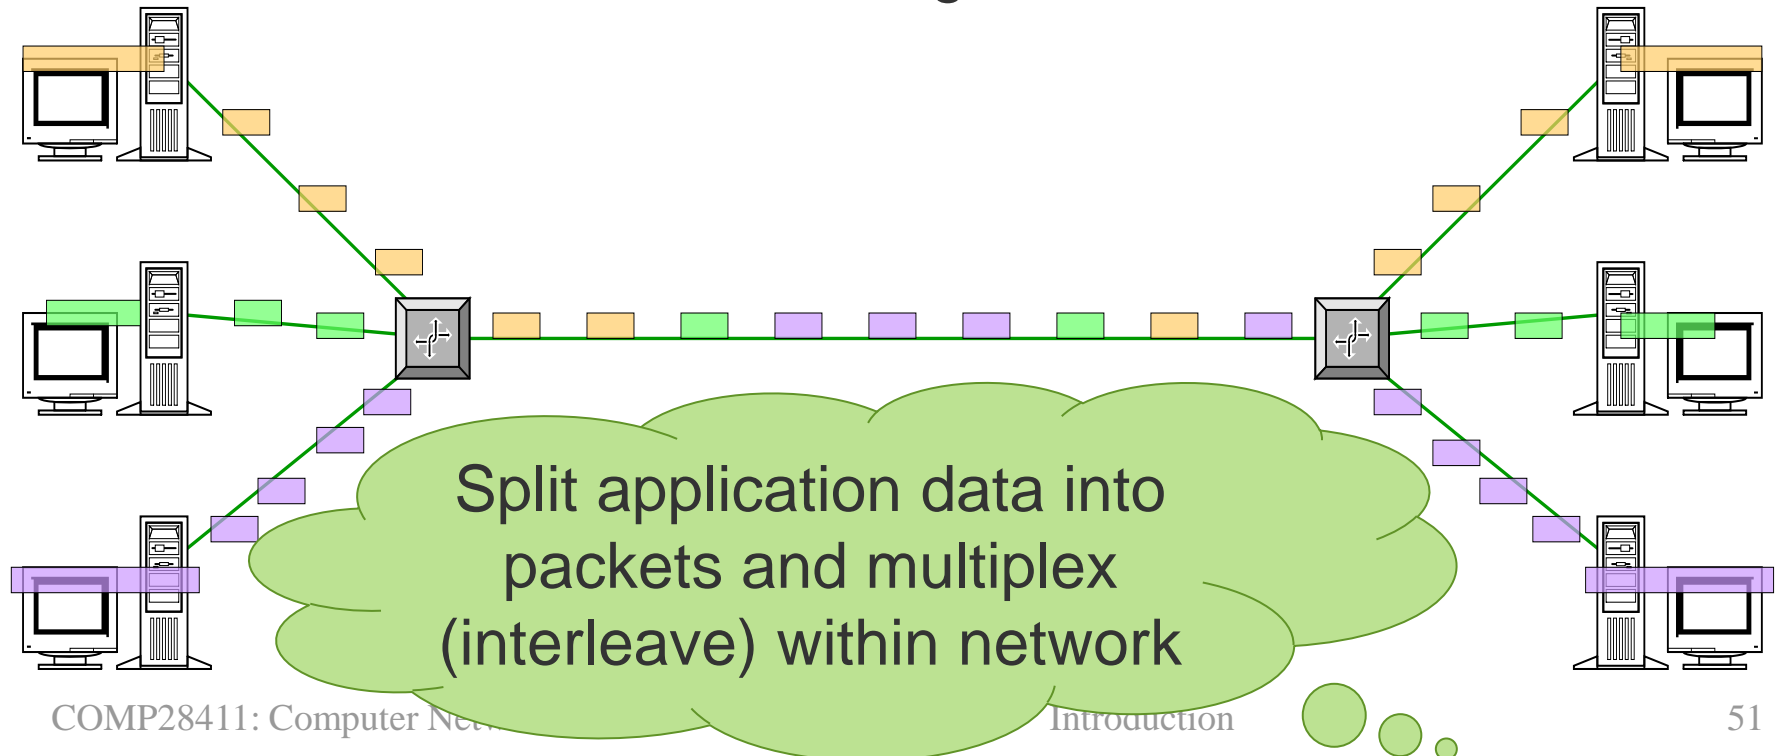 Split application data into
packets and multiplex
(interleave) within network
COMP28411: Computer Introduction 51